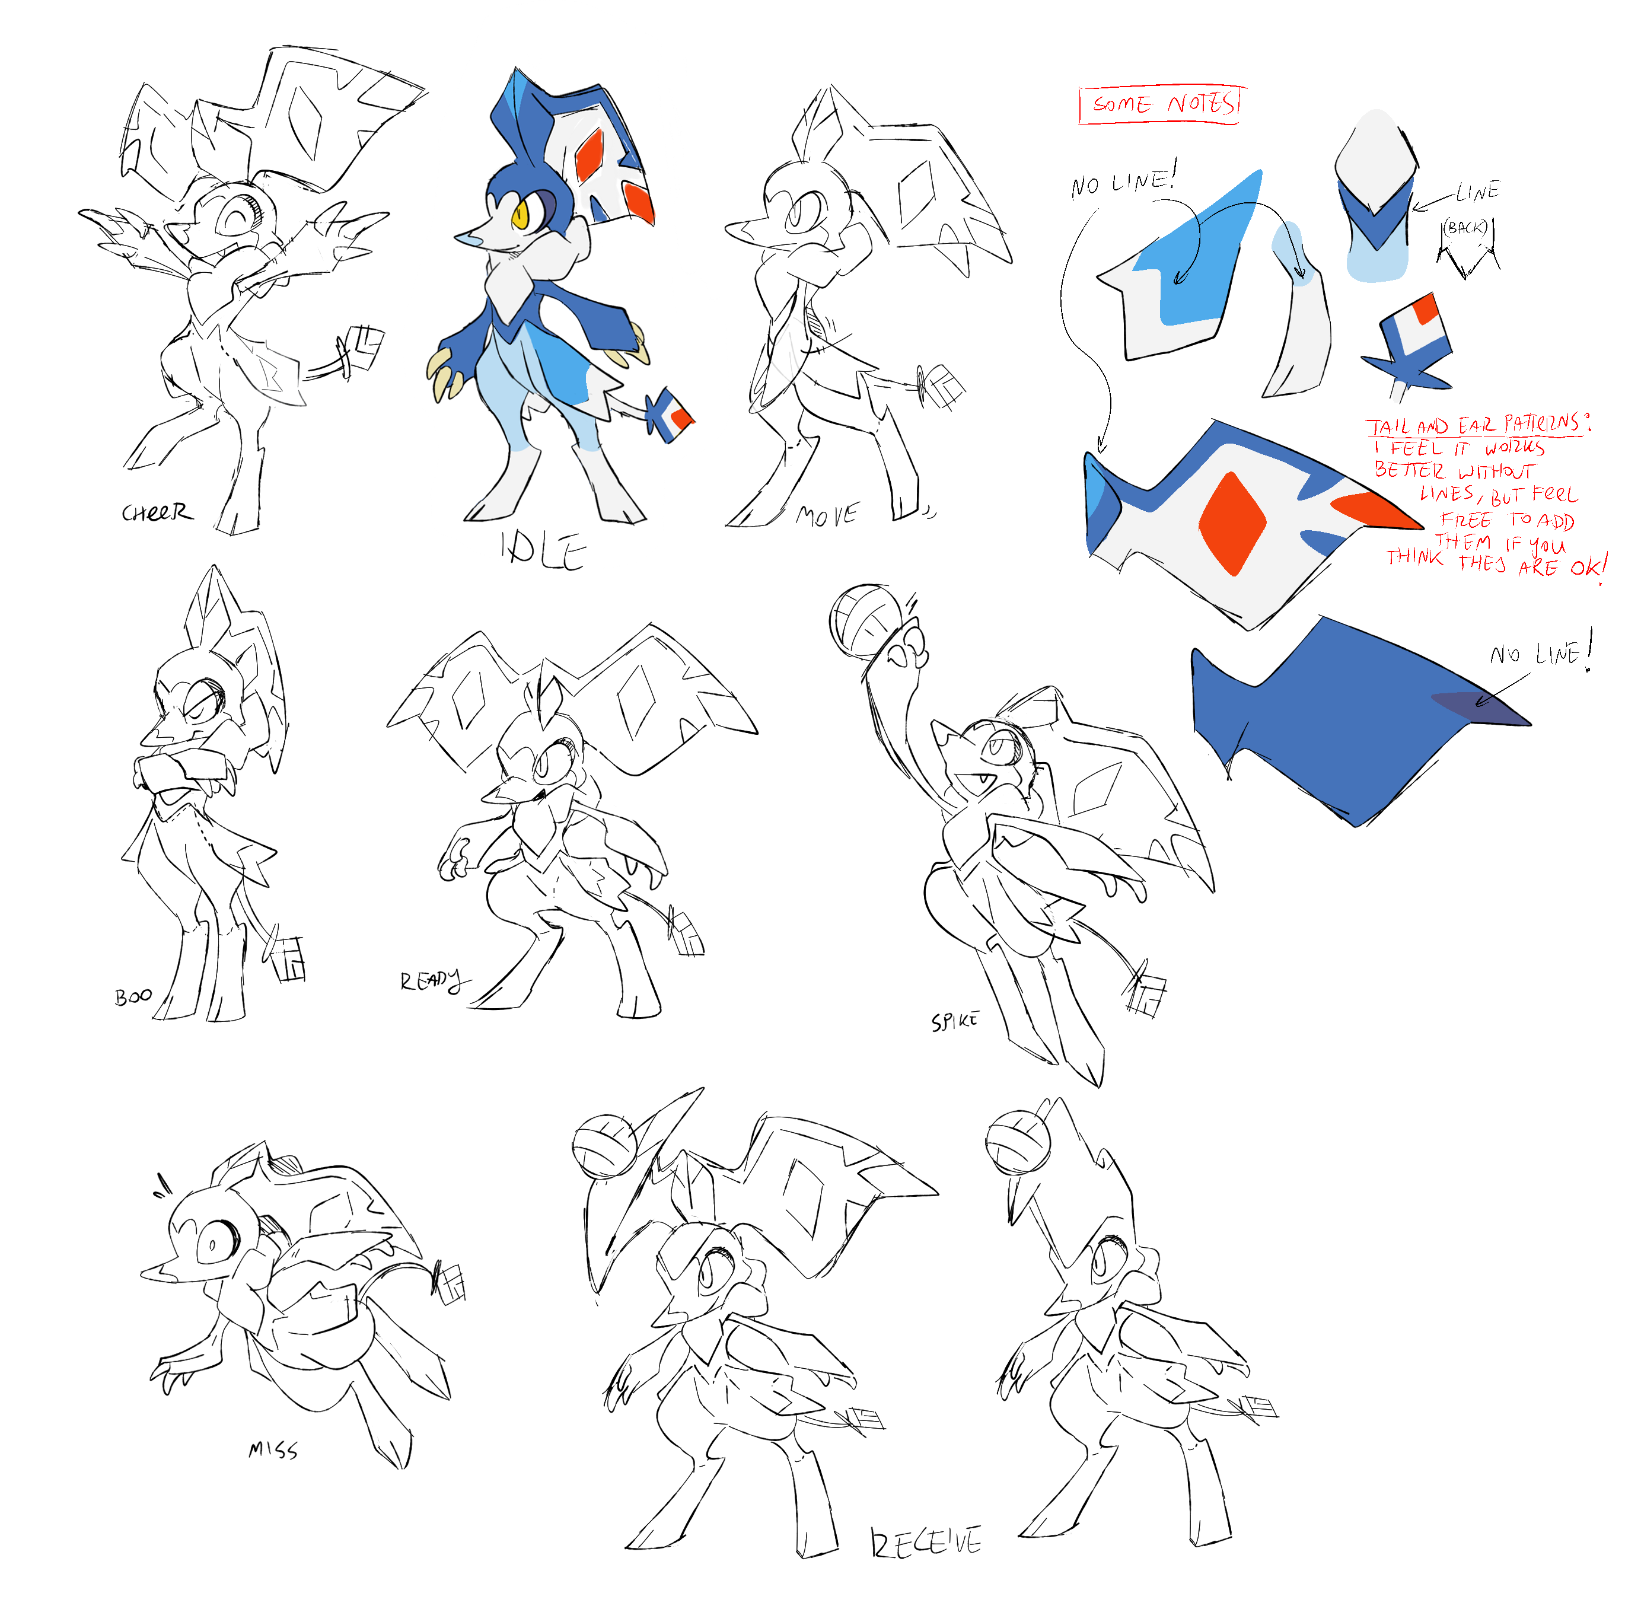 SOME NOTES
NO LINE!
LINE
(BACK)
TAIL AND EAR PATTERNS:
I FEEL IT WORKS
BETTER WITHOUT
LINES, BUT FEEL
FREE TO ADD
THEM IF YOU
THINK THEY ARE OK!
NO LINE!
CHEER
IDLE
MOVE
BOO
READY
SPIKE
MISS
RECEIVE